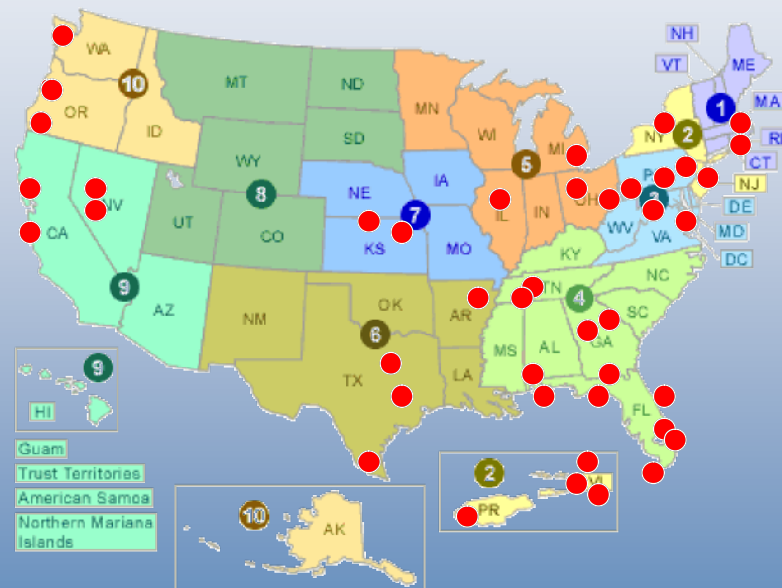 NH
VT
ME
WA
10
OR
ID
MT
ND
SD
WY
8
NE
IA
7
KS
MO
MN
WI
5
MI
IL
IN
OH
1
MA
NY
2
CT
NJ
DE
MD
DC
WV
VA
KY
NV
UT
CO
CA
9
AZ
NM
OK
6
TX
AR
LA
TN
4
NC
SC
MS
AL
GA
FL
9
HI
Guam
Trust Territories
American Samoa
Northern Mariana
Islands
10
AK
2
PR